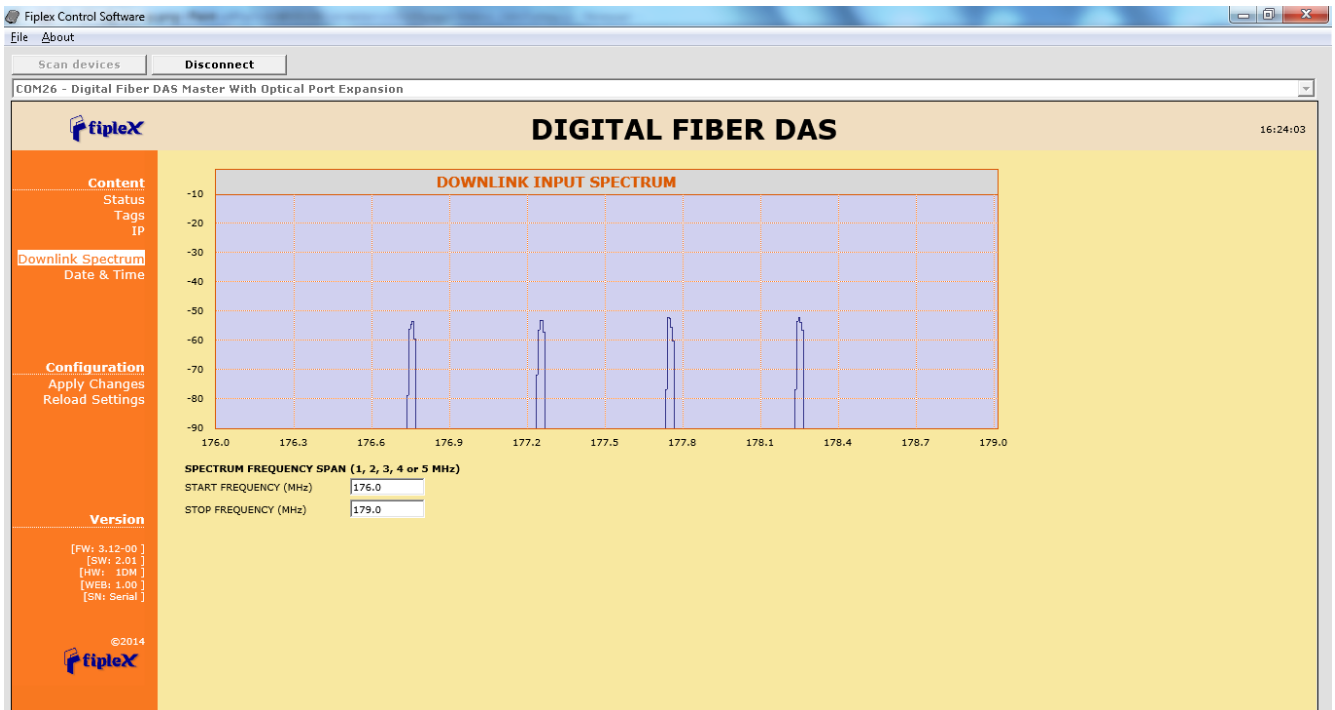 Fiplex Control Software
File About
Scan devices Disconnect
COM26 - Digital Fiber DAS Master With Optical Port Expansion
fipleX
DIGITAL FIBER DAS
16:24:03
Content
Status
Tags
IP
Downlink Spectrum
Date & Time
Configuration
Apply Changes
Reload Settings
Version
[FW: 3.12-00 ]
[SW: 2.01 ]
[HW: 1DM ]
[WEB: 1.00 ]
[SN: Serial ]
©2014
fipleX
DOWNLINK INPUT SPECTRUM
-10
-20
-30
-40
-50
-60
-70
-80
-90
176.0 176.3 176.6 176.9 177.2 177.5 177.8 178.1 178.4 178.7 179.0
SPECTRUM FREQUENCY SPAN (1, 2, 3, 4 or 5 MHz)
START FREQUENCY (MHz) 176.0
STOP FREQUENCY (MHz) 179.0